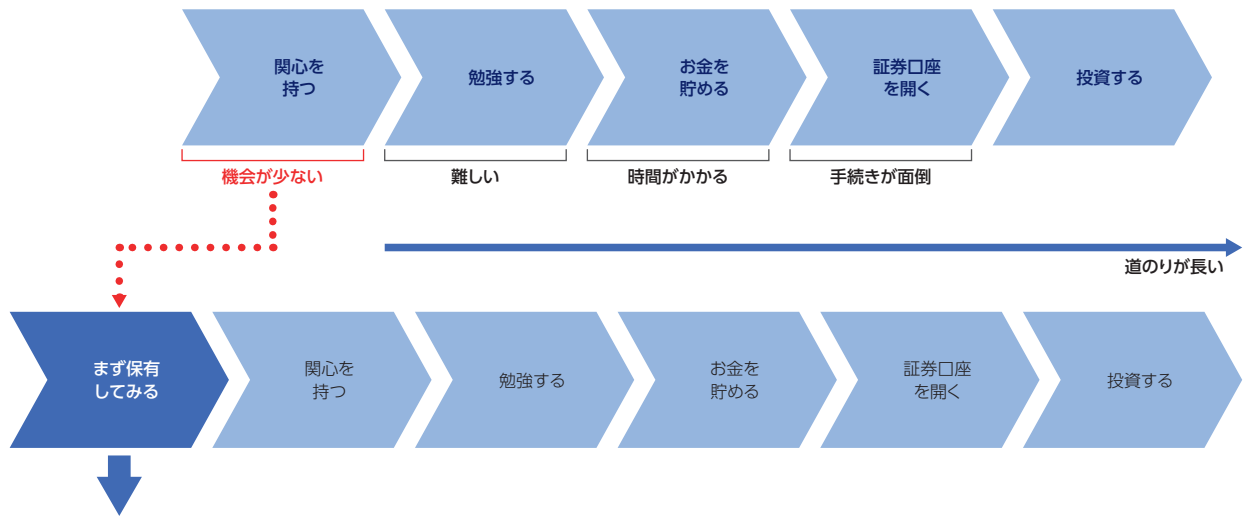 関心を
持つ
勉強する
お金を
貯める
証券口座
を開く
投資する
機会が少ない
難しい
時間がかかる
手続きが面倒
道のりが長い
まず保有
してみる
関心を
持つ
勉強する
お金を
貯める
証券口座
を開く
投資する